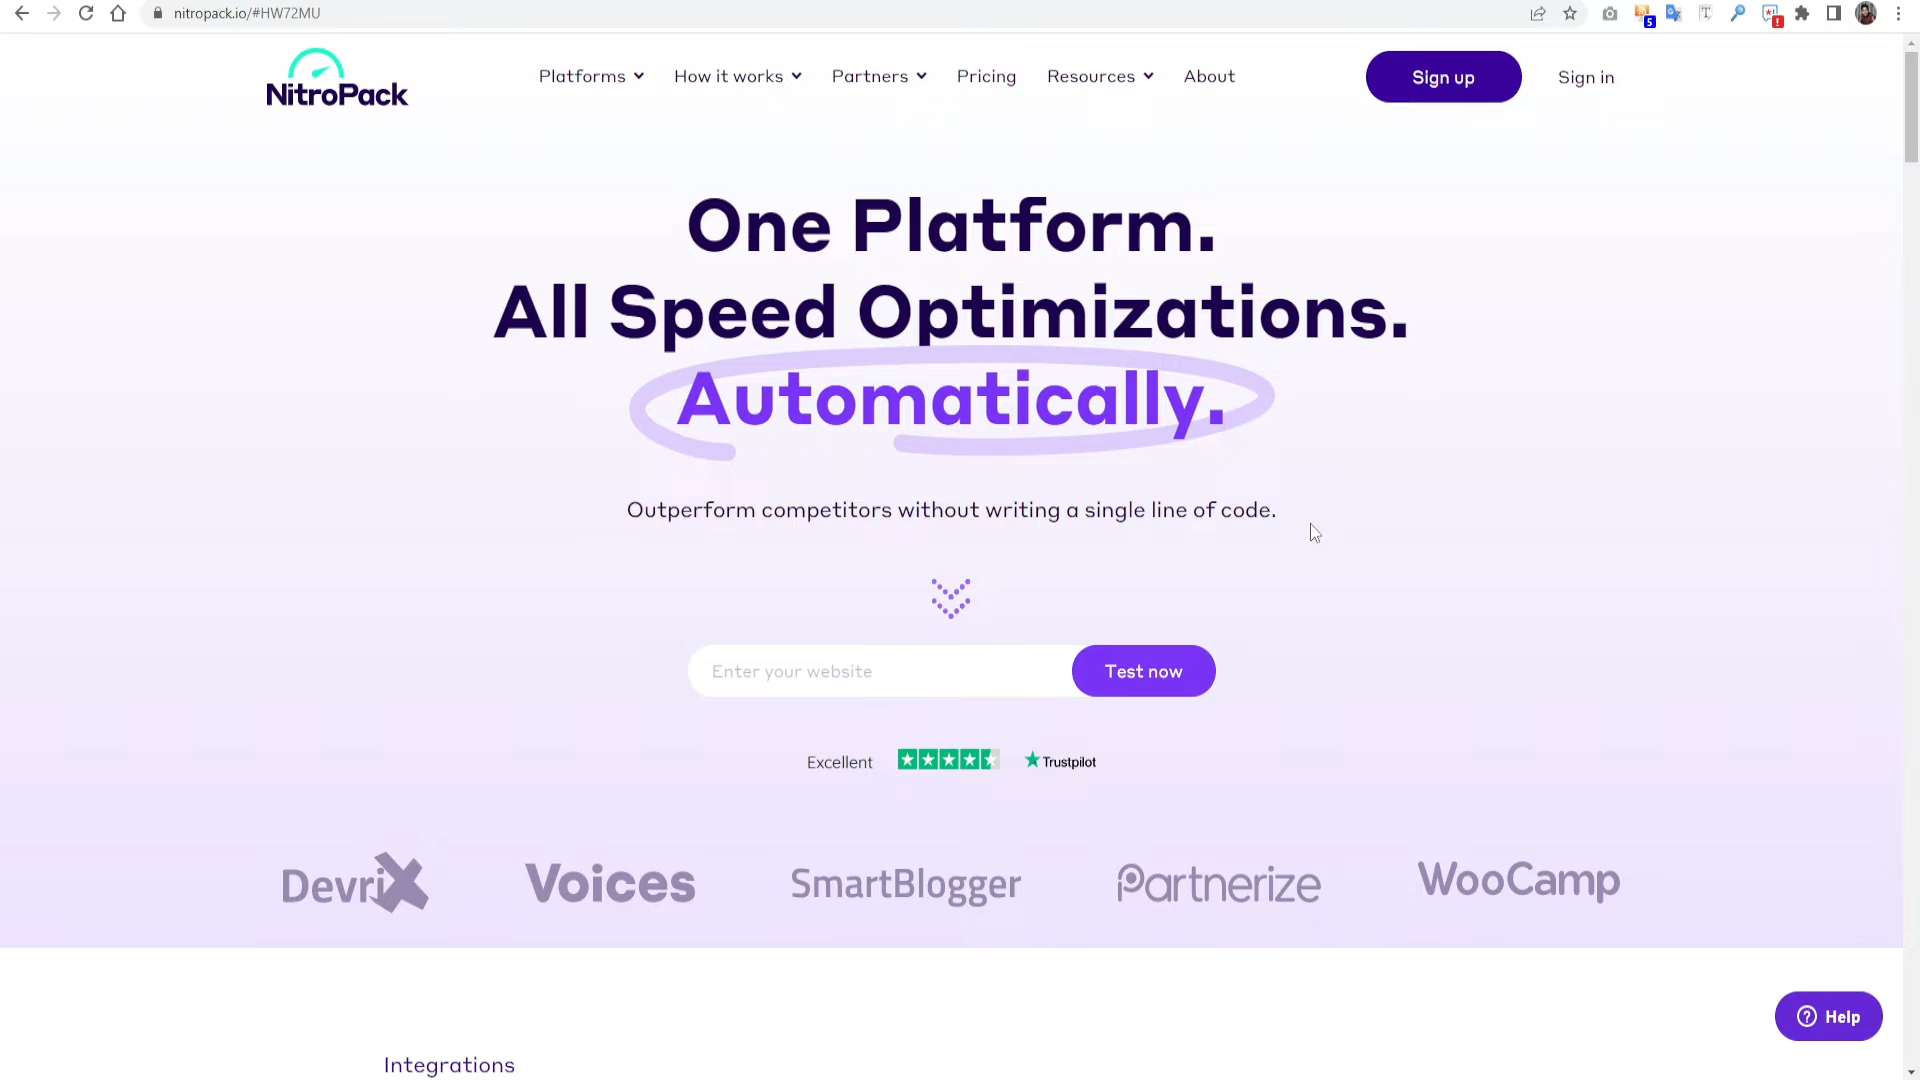 nitropack.io/#HW72MU
5
NitroPack
Platforms
How it works
Partners
Pricing
Resources
About
Sign up
Sign in
One Platform.
All Speed Optimizations.
Automatically.
Outperform competitors without writing a single line of code.
Enter your website
Test now
Excellent
Trustpilot
DevriX
Voices
SmartBlogger
Partnerize
WooCamp
? Help
Integrations